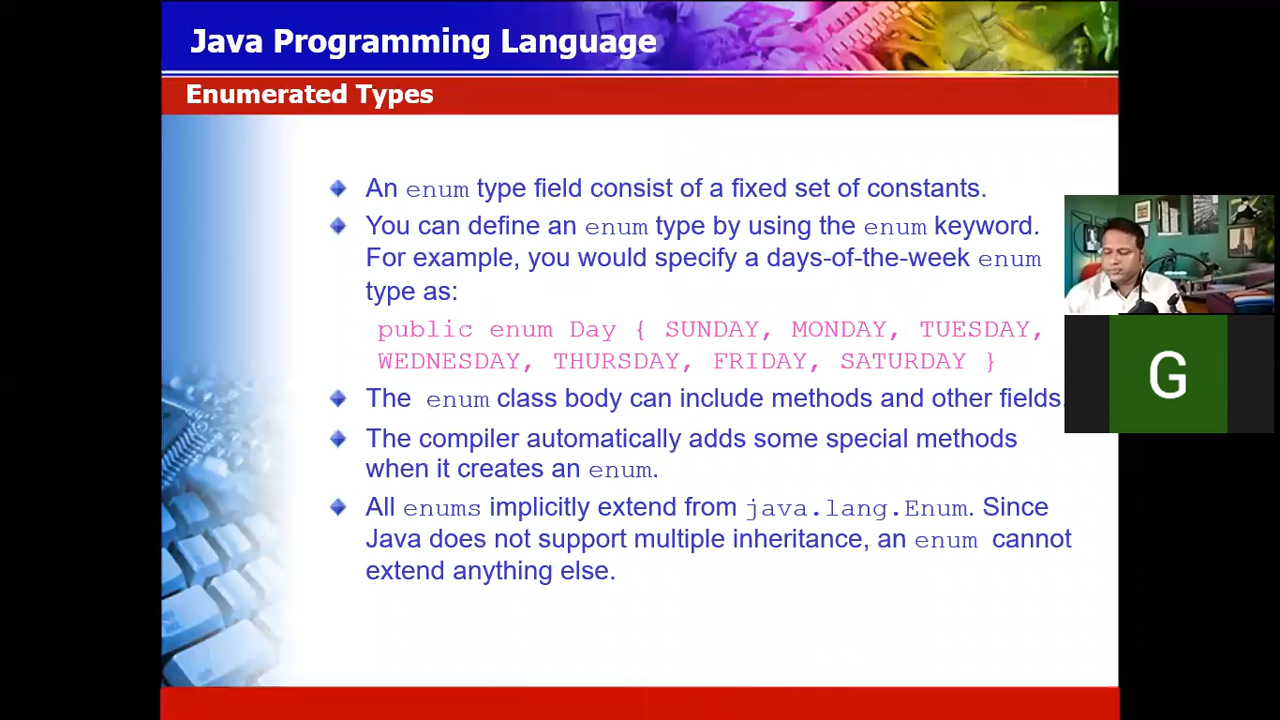 Java Programming Language
Enumerated Types
An enum type field consist of a fixed set of constants.
You can define an enum type by using the enum keyword.
For example, you would specify a days-of-the-week enum
type as:
public enum Day { SUNDAY, MONDAY, TUESDAY,
WEDNESDAY, THURSDAY, FRIDAY, SATURDAY }
The enum class body can include methods and other fields.
The compiler automatically adds some special methods
when it creates an enum.
All enums implicitly extend from java.lang.Enum. Since
Java does not support multiple inheritance, an enum cannot
extend anything else.
G